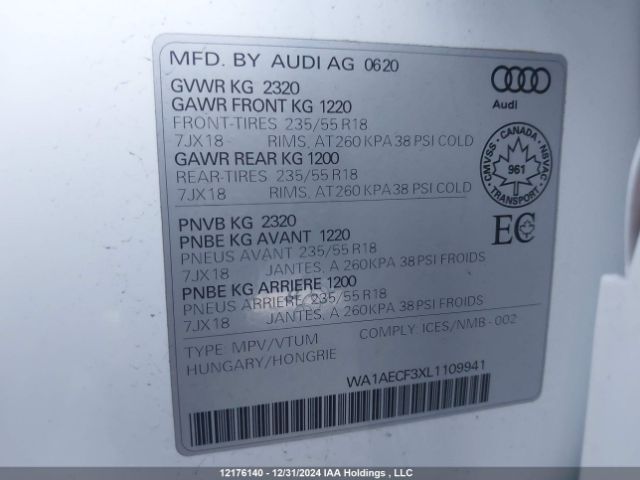 MFD. BY AUDI AG 0620
GVWR KG 2320
GAWR FRONT KG 1220
FRONT-TIRES 235/55 R18
7JX18 RIMS, AT 260 KPA 38 PSI COLD
GAWR REAR KG 1200
REAR-TIRES 235/55 R18
7JX18 RIMS, AT 260 KPA 38 PSI COLD
Audi
CMVSS - CANADA - NSVAC
961
TRANSPORT
PNVB KG 2320
PNBE KG AVANT 1220
PNEUS AVANT 235/55 R18
7JX18 JANTES, A 260KPA 38 PSI FROIDS
PNBE KG ARRIERE 1200
PNEUS ARRIERE 235/55 R18
7JX18 JANTES, A 260KPA 38 PSI FROIDS
EC
TYPE: MPV/VTUM COMPLY: ICES/NMB-002
HUNGARY/HONGRIE
WA1AECF3XL1109941
12176140 - 12/31/2024 IAA Holdings , LLC